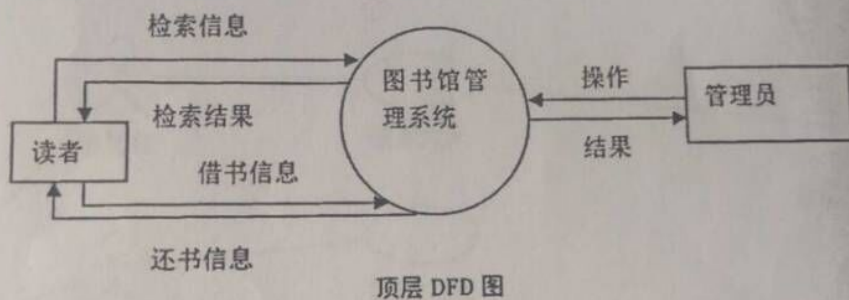 检索信息
图书馆管
理系统
操作
管理员
检索结果
读者
结果
借书信息
还书信息
顶层 DFD 图